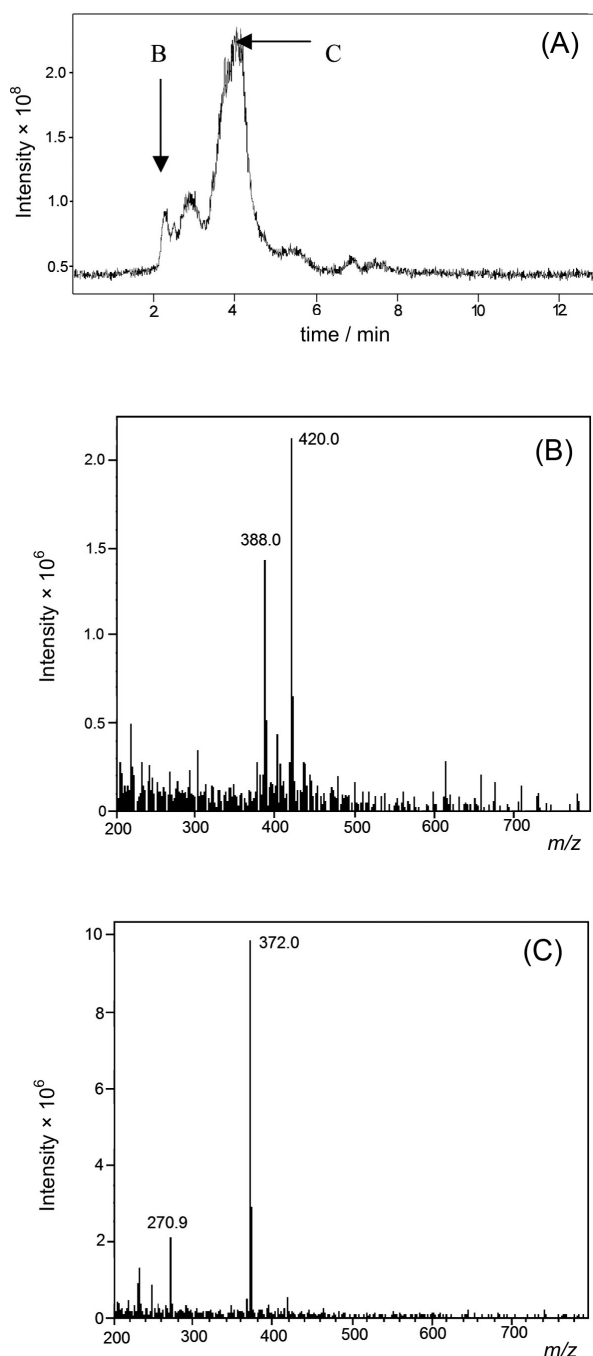 (A)
B
C
Intensity × 10⁸
2.0
1.5
1.0
0.5
2 4 6 8 10 12
time / min
(B)
Intensity × 10⁶
420.0
388.0
2.0
1.5
1.0
0.5
0
200 300 400 500 600 700
m/z
(C)
Intensity × 10⁶
372.0
270.9
10
8
6
4
2
0
200 300 400 500 600 700
m/z